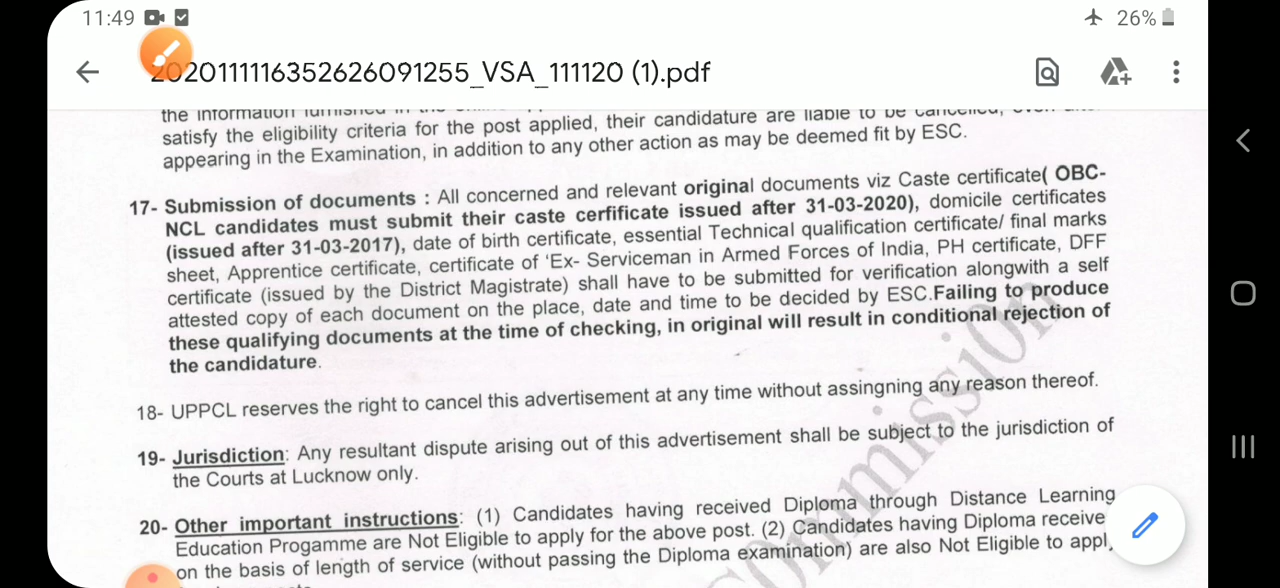 11:49
26%
2020111116352626091255_VSA_111120 (1).pdf
the information furnished in the
satisfy the eligibility criteria for the post applied, their candidature are liable to be cancelled,
appearing in the Examination, in addition to any other action as may be deemed fit by ESC.
17- Submission of documents : All concerned and relevant original documents viz Caste certificate( OBC-
NCL candidates must submit their caste cerfificate issued after 31-03-2020), domicile certificates
(issued after 31-03-2017), date of birth certificate, essential Technical qualification certificate/ final marks
sheet, Apprentice certificate, certificate of 'Ex- Serviceman in Armed Forces of India, PH certificate, DFF
certificate (issued by the District Magistrate) shall have to be submitted for verification alongwith a self
attested copy of each document on the place, date and time to be decided by ESC.Failing to produce
these qualifying documents at the time of checking, in original will result in conditional rejection of
the candidature.
18- UPPCL reserves the right to cancel this advertisement at any time without assingning any reason thereof.
19- Jurisdiction: Any resultant dispute arising out of this advertisement shall be subject to the jurisdiction of
the Courts at Lucknow only.
20- Other important instructions: (1) Candidates having received Diploma through Distance Learning
Education Progamme are Not Eligible to apply for the above post. (2) Candidates having Diploma receive
on the basis of length of service (without passing the Diploma examination) are also Not Eligible to appl